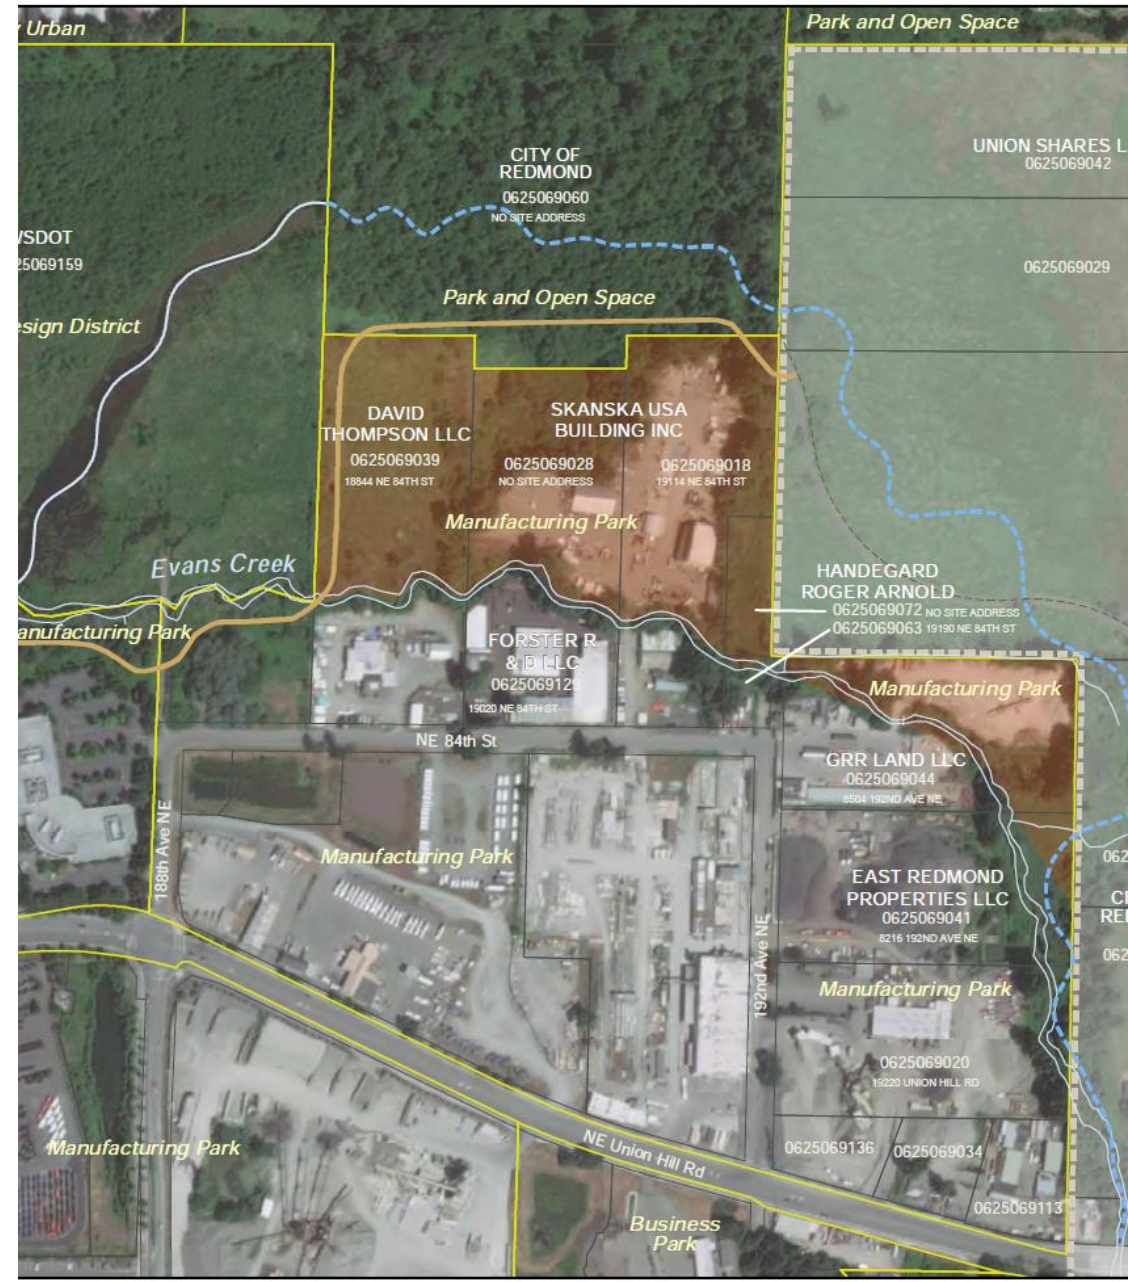 Urban
Park and Open Space
CITY OF
REDMOND
0625069060
NO SITE ADDRESS
UNION SHARES L
0625069042
WSDOT
25069159
0625069029
Park and Open Space
esign District
DAVID
THOMPSON LLC
0625069039
18844 NE 84TH ST
SKANSKA USA
BUILDING INC
0625069028
NO SITE ADDRESS
0625069018
19114 NE 84TH ST
Manufacturing Park
Evans Creek
HANDEGARD
ROGER ARNOLD
0625069072 NO SITE ADDRESS
0625069063 19190 NE 84TH ST
anufacturing Park
FORSTER R
& D LLC
0625069129
19020 NE 84TH ST
Manufacturing Park
NE 84th St
GRR LAND LLC
0625069044
8504 192ND AVE NE
188th Ave NE
Manufacturing Park
062
EAST REDMOND
PROPERTIES LLC
0625069041
8216 192ND AVE NE
CI
RE
062
192nd Ave NE
Manufacturing Park
0625069020
19220 UNION HILL RD
Manufacturing Park
NE Union Hill Rd
0625069136
0625069034
0625069113
Business
Park